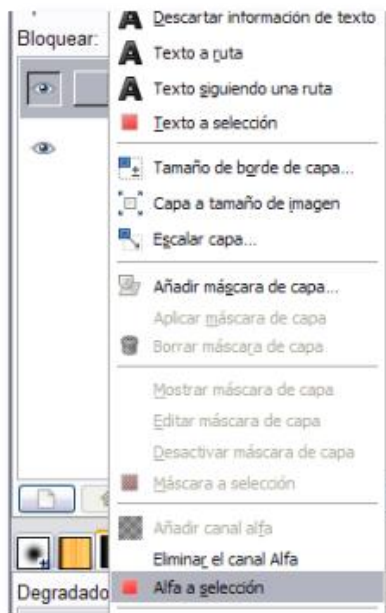 Descartar información de texto
Bloquear:
Texto a ruta
Texto siguiendo una ruta
Texto a selección
Tamaño de borde de capa...
Capa a tamaño de imagen
Escalar capa...
Añadir máscara de capa...
Aplicar máscara de capa
Borrar máscara de capa
Mostrar máscara de capa
Editar máscara de capa
Desactivar máscara de capa
Máscara a selección
Añadir canal alfa
Eliminar el canal Alfa
Degradado
Alfa a selección